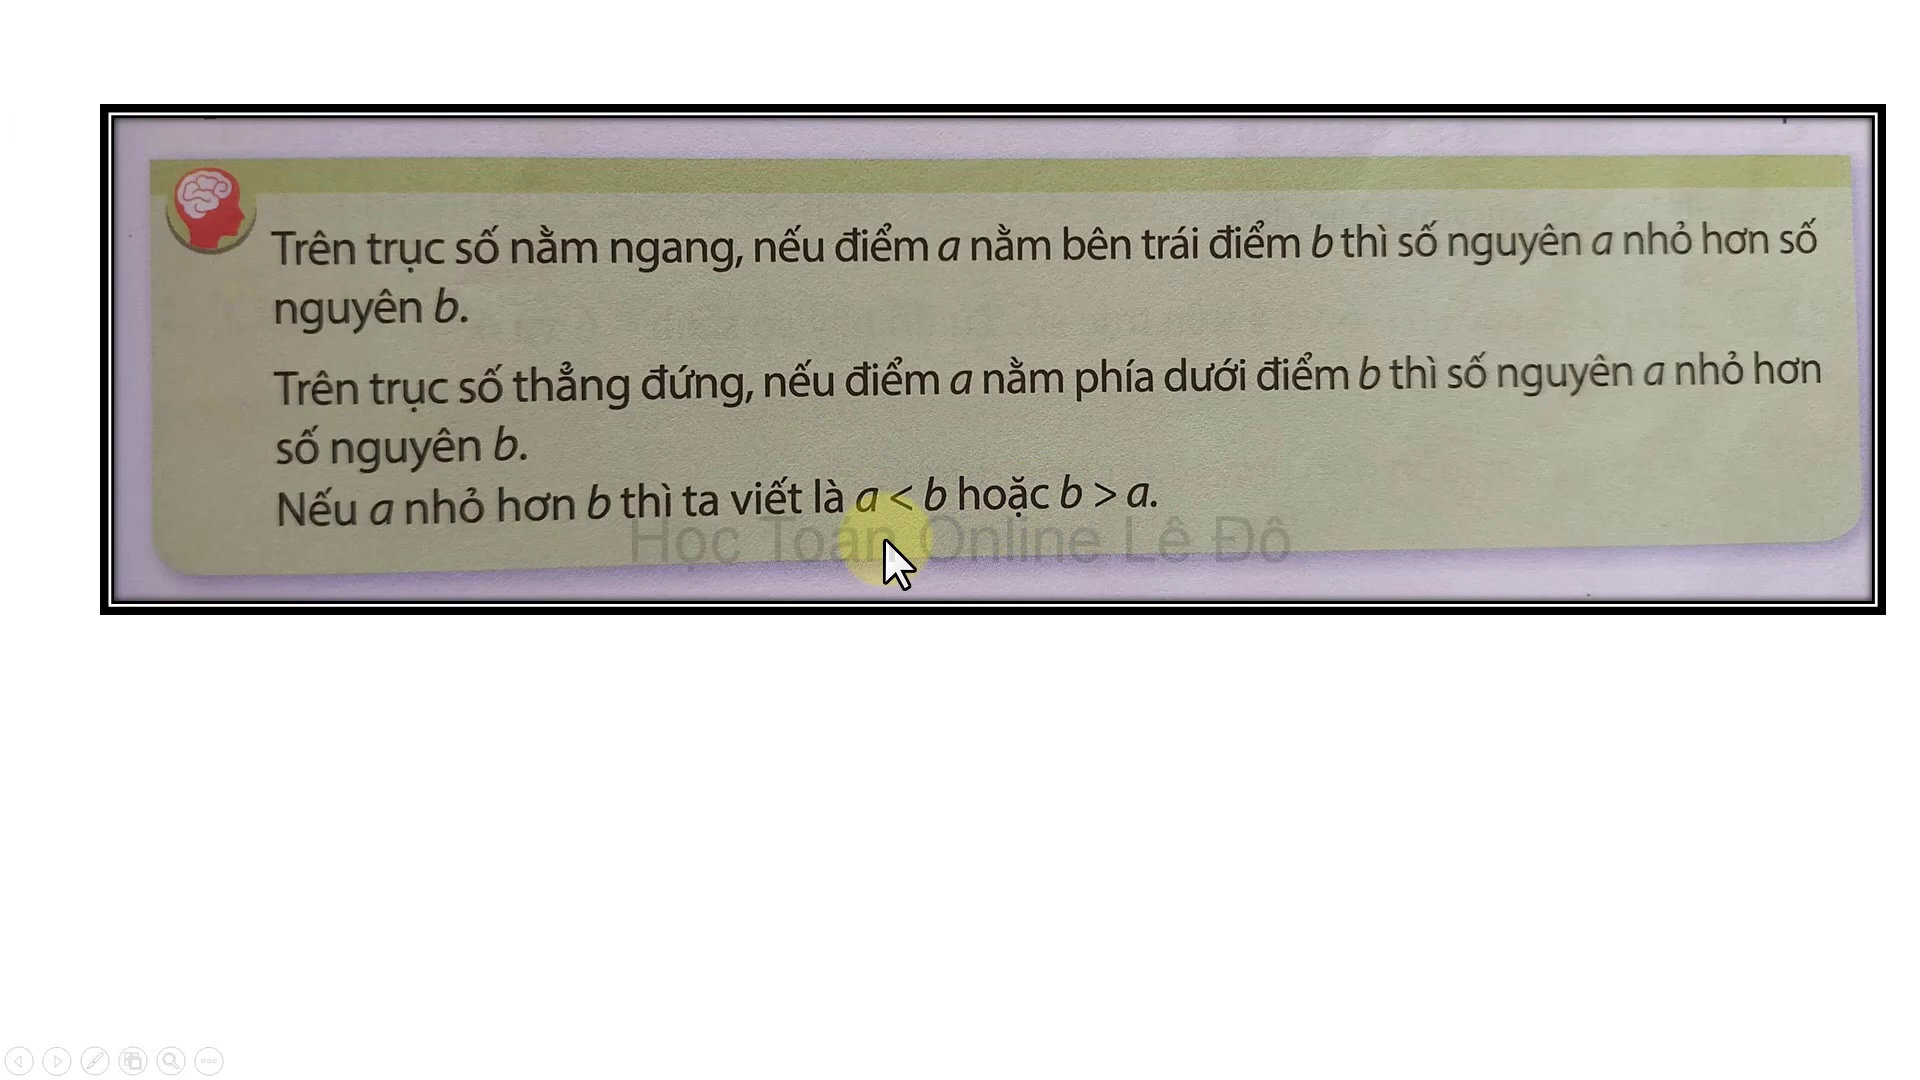 Trên trục số nằm ngang, nếu điểm a nằm bên trái điểm b thì số nguyên a nhỏ hơn số
nguyên b.
Trên trục số thẳng đứng, nếu điểm a nằm phía dưới điểm b thì số nguyên a nhỏ hơn
số nguyên b.
Nếu a nhỏ hơn b thì ta viết là a < b hoặc b > a.
Học Toán Online Lê Đô